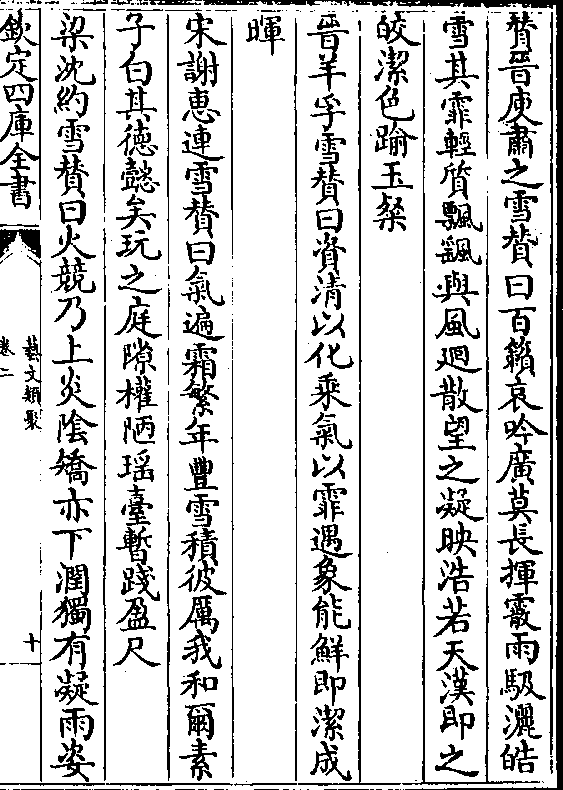 賛晉庾肅之雪賛曰百籟哀吟廣莫長揮霰雨馺灑皓
雪其霏輕質飄颻與風迴散望之凝映浩若天漢即之
皎潔色踰玉粲
晉羊孚雪賛曰資清以化乗氣以霏遇象能鮮即潔成
暉
宋謝惠連雪賛曰氣遍霜繁年豐雪積彼厲我和爾素
子白其徳懿矣玩之庭隙權陋瑶臺暫踐盈尺
梁沈約雪賛曰火競乃上炎陰矯亦下潤獨有凝雨姿
欽定四庫全書
藝文類聚
卷二
十